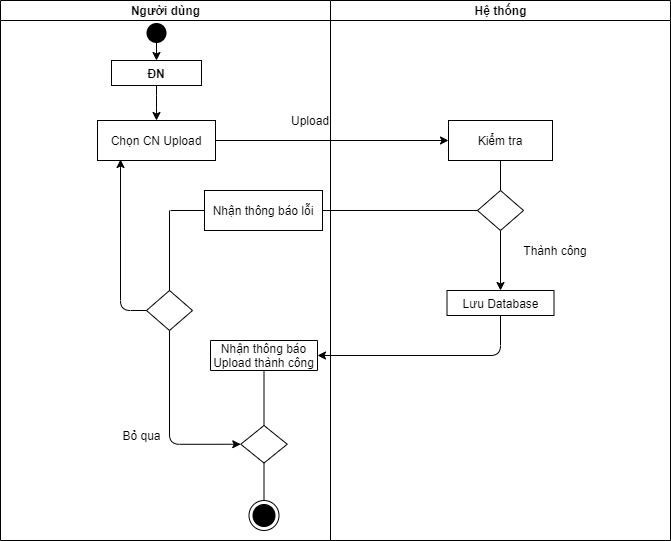 Người dùng
Hệ thống
ĐN
Chọn CN Upload
Upload
Kiểm tra
Nhận thông báo lỗi
Thành công
Lưu Database
Nhận thông báo
Upload thành công
Bỏ qua